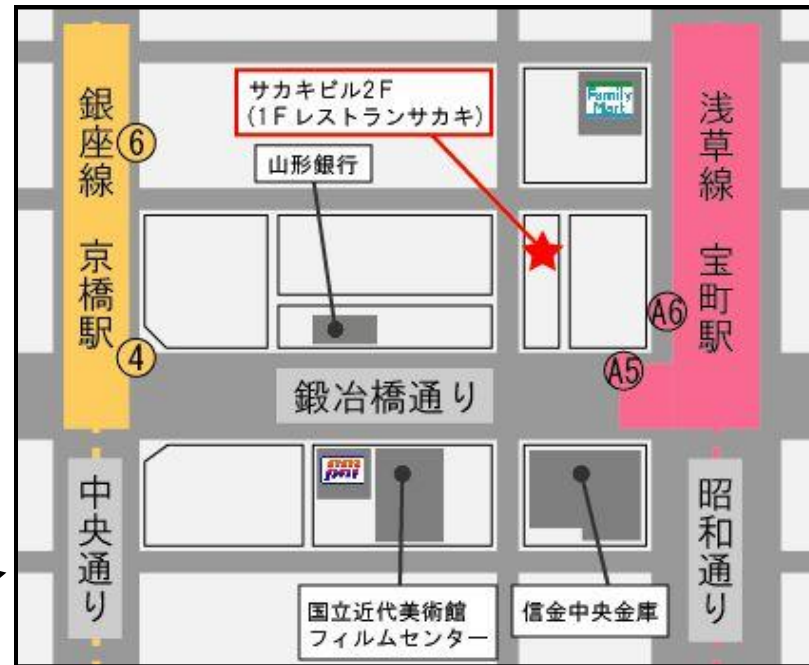 銀座線 京橋駅
⑥
④
サカキビル2F
(1Fレストランサカキ)
山形銀行
Family
Mart
浅草線 宝町駅
A6
A5
鍛冶橋通り
中央通り
国立近代美術館
フィルムセンター
信金中央金庫
昭和通り